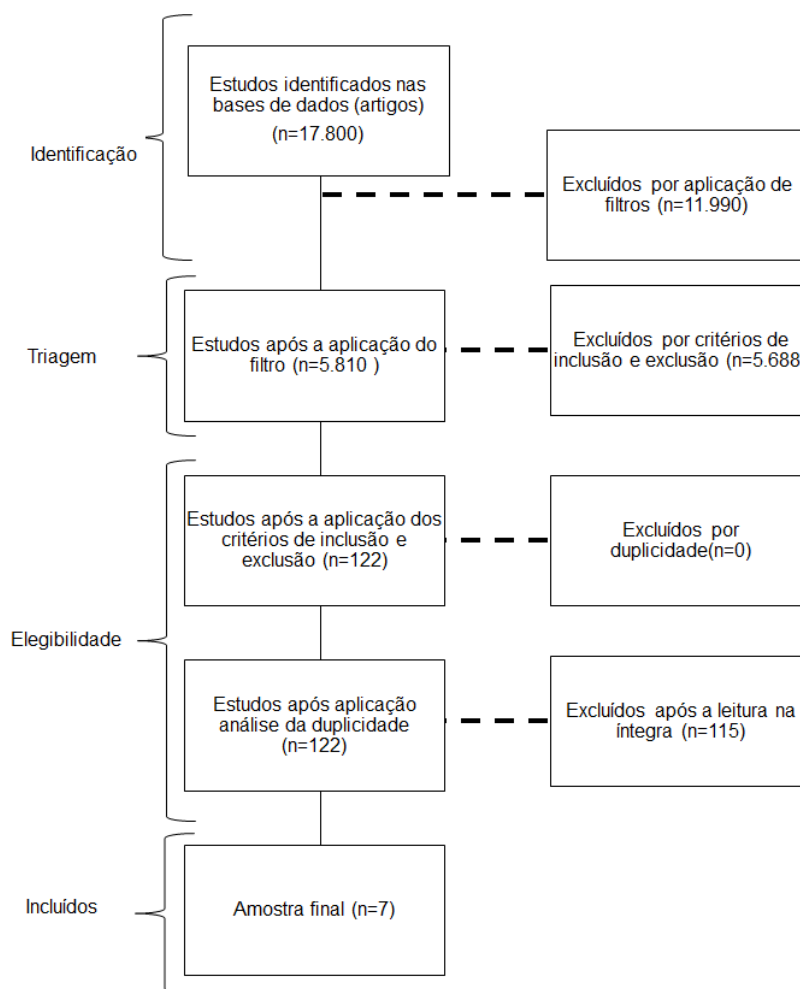 Estudos identificados nas
bases de dados (artigos)
(n=17.800)
Identificação
Excluídos por aplicação de
filtros (n=11.990)
Estudos após a aplicação do
filtro (n=5.810 )
Triagem
Excluídos por critérios de
inclusão e exclusão (n=5.688
Estudos após a aplicação dos
critérios de inclusão e
exclusão (n=122)
Excluídos por
duplicidade(n=0)
Elegibilidade
Estudos após aplicação
análise da duplicidade
(n=122)
Excluídos após a leitura na
íntegra (n=115)
Incluídos
Amostra final (n=7)